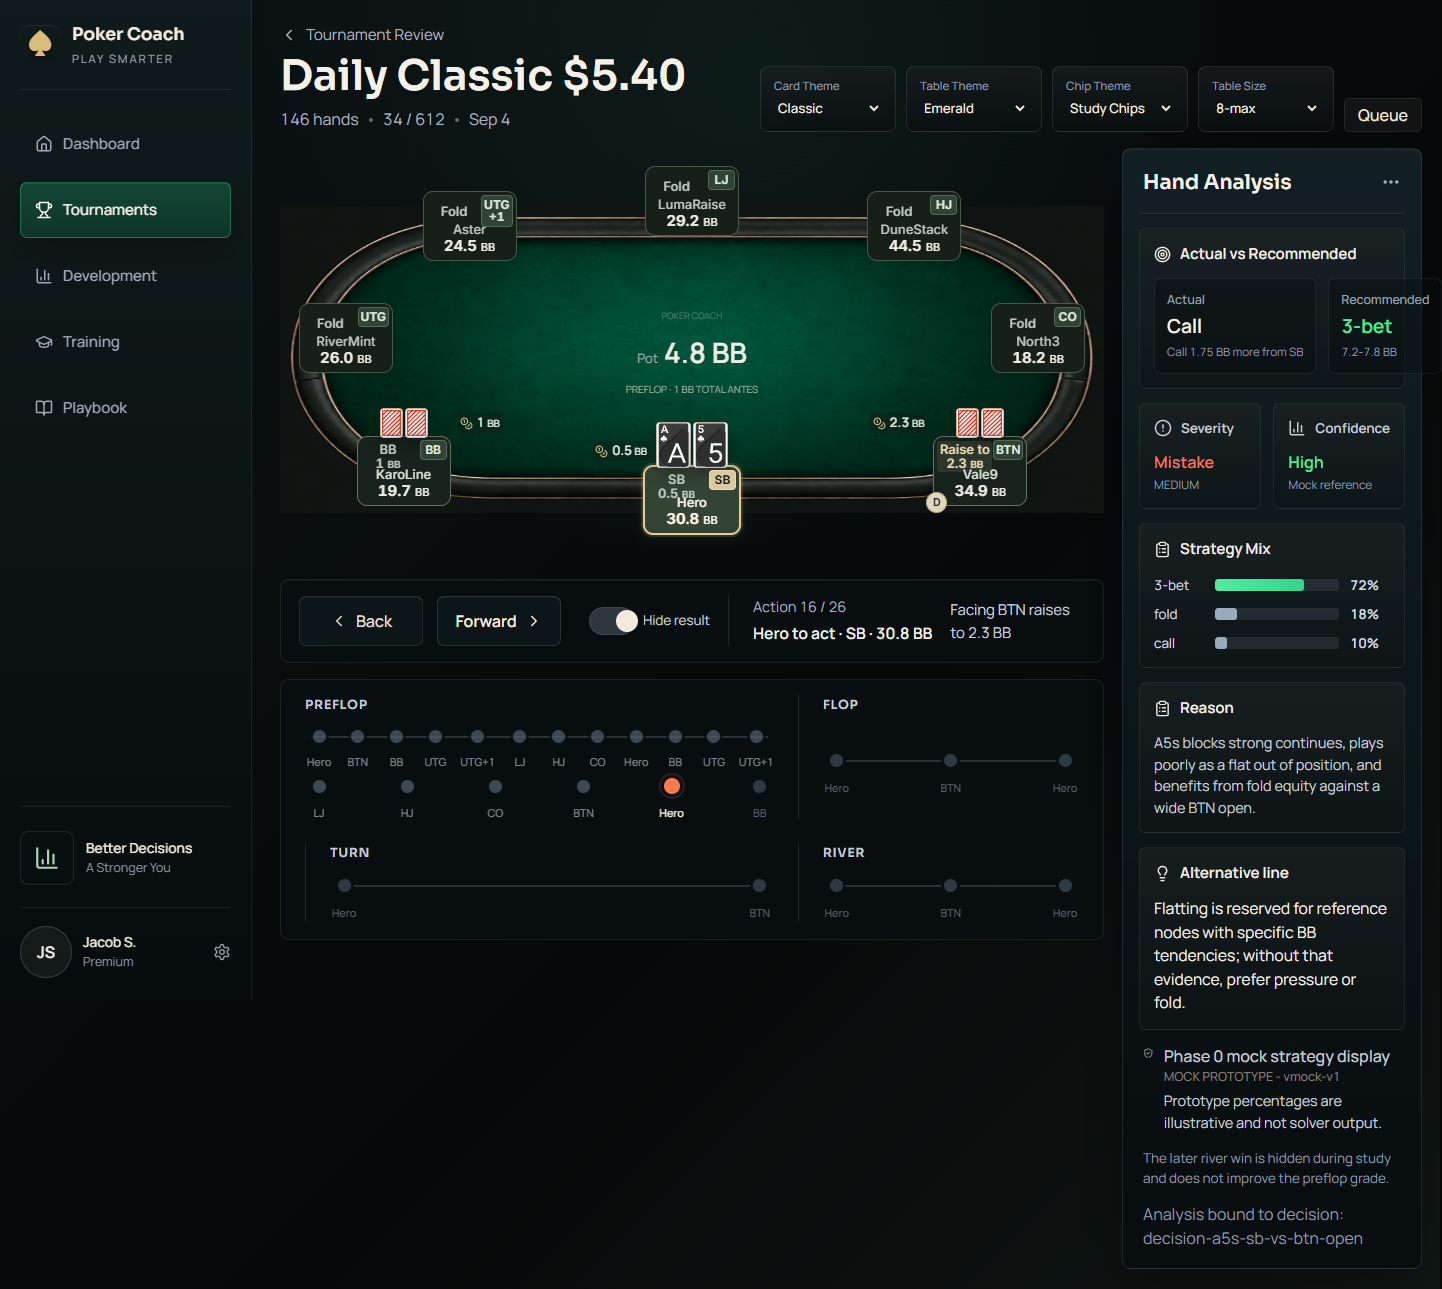 Poker Coach
PLAY SMARTER
Dashboard
Tournaments
Development
Training
Playbook
Better Decisions
A Stronger You
JS
Jacob S.
Premium
Tournament Review
Daily Classic $5.40
146 hands • 34 / 612 • Sep 4
Card Theme
Classic
Table Theme
Emerald
Chip Theme
Study Chips
Table Size
8-max
Queue
Fold
UTG
+1
Aster
24.5 BB
Fold
LJ
LumaRaise
29.2 BB
Fold
HJ
DuneStack
44.5 BB
Fold
UTG
RiverMint
26.0 BB
Fold
CO
North3
18.2 BB
POKER COACH
Pot 4.8 BB
PREFLOP · 1 BB TOTAL ANTES
1 BB
0.5 BB
2.3 BB
BB
BB
1 BB
KaroLine
19.7 BB
A
A
5
5
SB
SB
0.5 BB
Hero
30.8 BB
Raise to
BTN
2.3 BB
Vale9
34.9 BB
D
Back
Forward
Hide result
Action 16 / 26
Hero to act · SB · 30.8 BB
Facing BTN raises
to 2.3 BB
PREFLOP
Hero BTN BB UTG UTG+1 LJ HJ CO Hero BB UTG UTG+1
LJ HJ CO BTN Hero BB
FLOP
Hero BTN Hero
TURN
Hero BTN
RIVER
Hero BTN Hero
Hand Analysis
Actual vs Recommended
Actual
Call
Call 1.75 BB more from SB
Recommended
3-bet
7.2-7.8 BB
Severity
Mistake
MEDIUM
Confidence
High
Mock reference
Strategy Mix
3-bet 72%
fold 18%
call 10%
Reason
A5s blocks strong continues, plays
poorly as a flat out of position, and
benefits from fold equity against a
wide BTN open.
Alternative line
Flatting is reserved for reference
nodes with specific BB
tendencies; without that
evidence, prefer pressure or
fold.
Phase 0 mock strategy display
MOCK PROTOTYPE - vmock-v1
Prototype percentages are
illustrative and not solver output.
The later river win is hidden during study
and does not improve the preflop grade.
Analysis bound to decision:
decision-a5s-sb-vs-btn-open